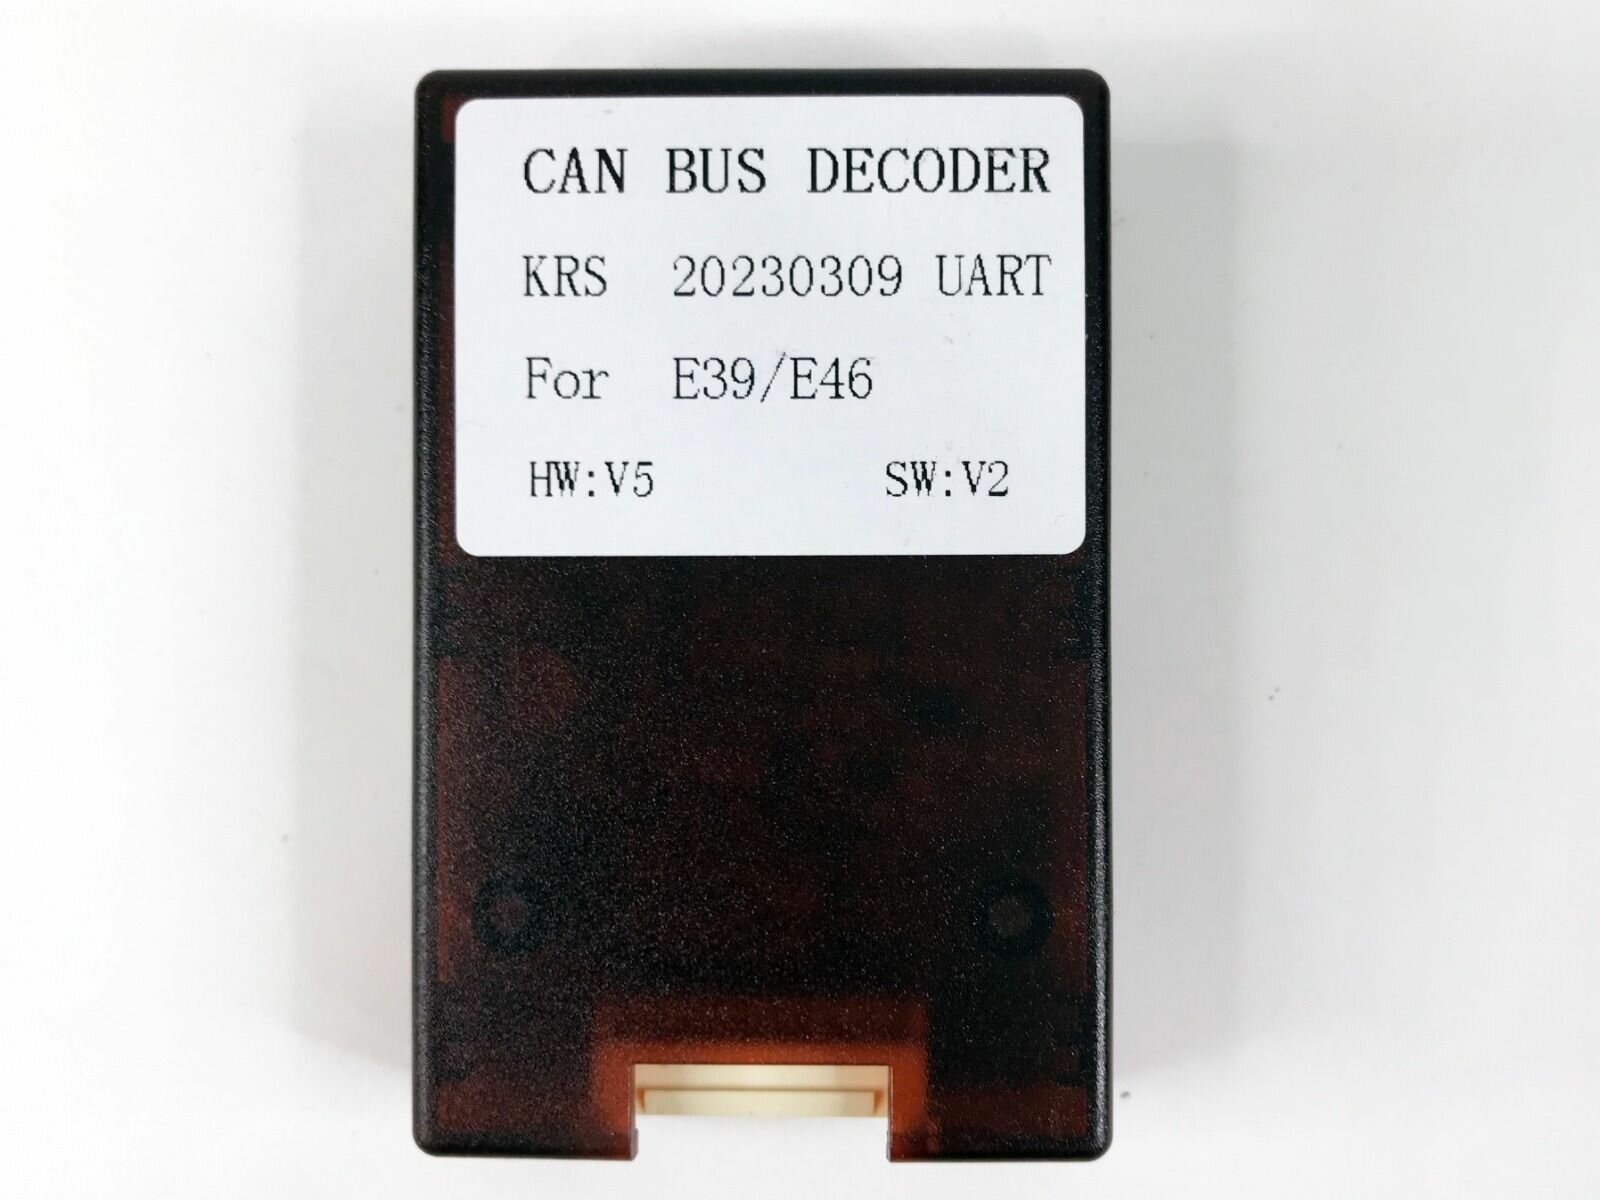 CAN BUS DECODER
KRS 20230309 UART
For E39/E46
HW:V5 SW:V2